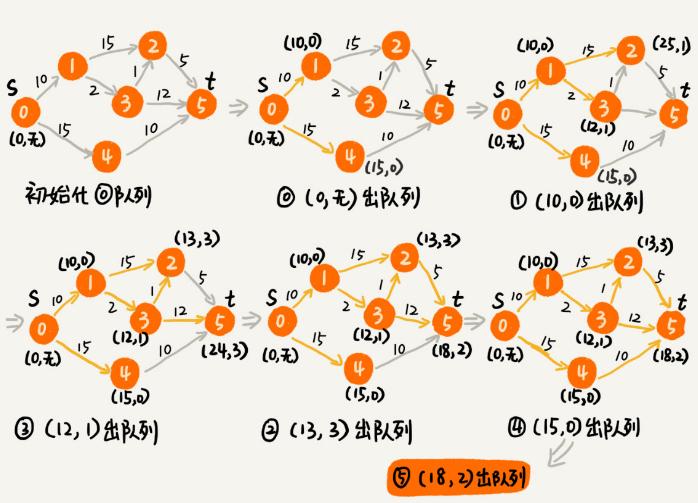 15 2
1 5
10 2 1 t
S 3 12 5
0
(0,无) 15 10
4
初始化 ⓪队列
(10,0) 15 2
1 5
10 2 1 t
S 3 12 5
0
(0,无) 15 10
4 (15,0)
⓪ (0,无) 出队列
(10,0) 15 2 (25,1)
1 5
10 2 1 t
S 3 5
0 (12,1)
(0,无) 15 10
4 (15,0)
① (10,0) 出队列
(13,3)
(10,0) 15 2
1 5
10 2 1 t
S 3 12 5
0 (12,1)
(0,无) 15 10 (24,3)
4
(15,0)
③ (12,1) 出队列
(13,3)
(10,0) 15 2
1 5
10 2 1 t
S 3 12 5
0 (12,1)
(0,无) 15 10 (18,2)
4
(15,0)
② (13,3) 出队列
(13,3)
(10,0) 15 2
1 5
10 2 1 t
S 3 12 5
0 (12,1)
(0,无) 15 10 (18,2)
4
(15,0)
④ (15,0) 出队列
⑤ (18,2) 出队列